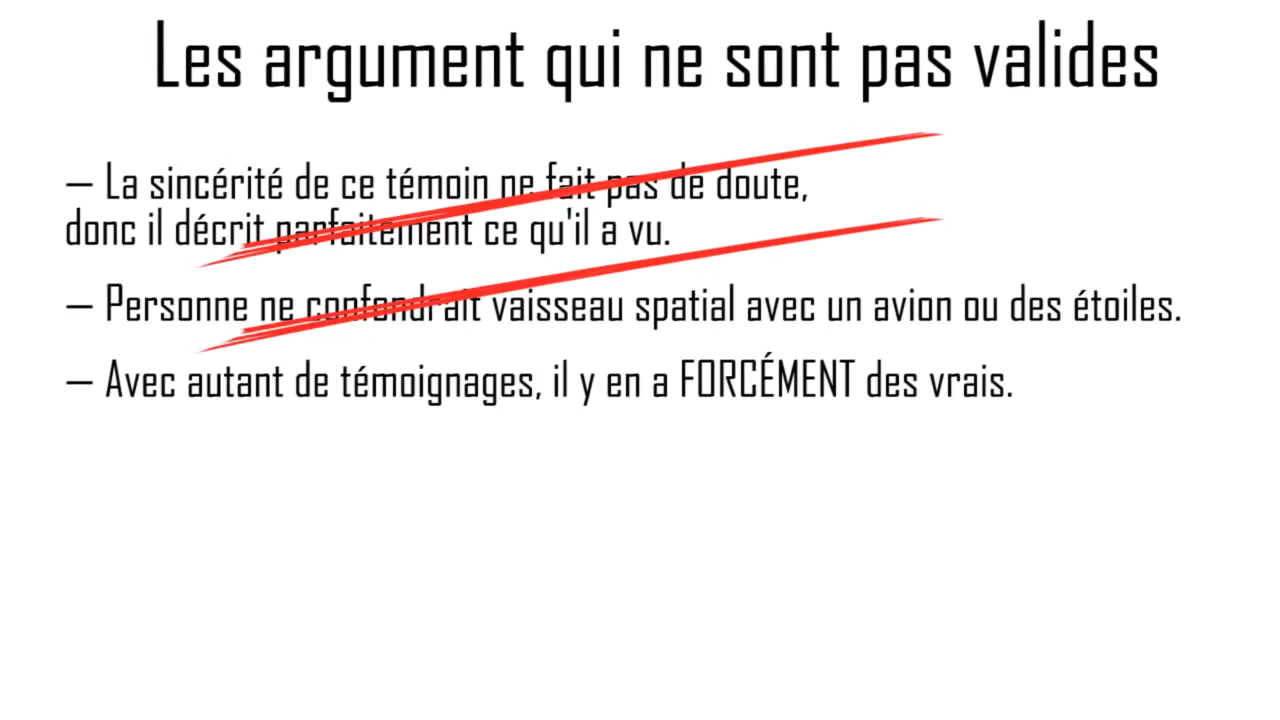 Les argument qui ne sont pas valides
– La sincérité de ce témoin ne fait pas de doute,
donc il décrit parfaitement ce qu'il a vu.
– Personne ne confondrait vaisseau spatial avec un avion ou des étoiles.
– Avec autant de témoignages, il y en a FORCÉMENT des vrais.